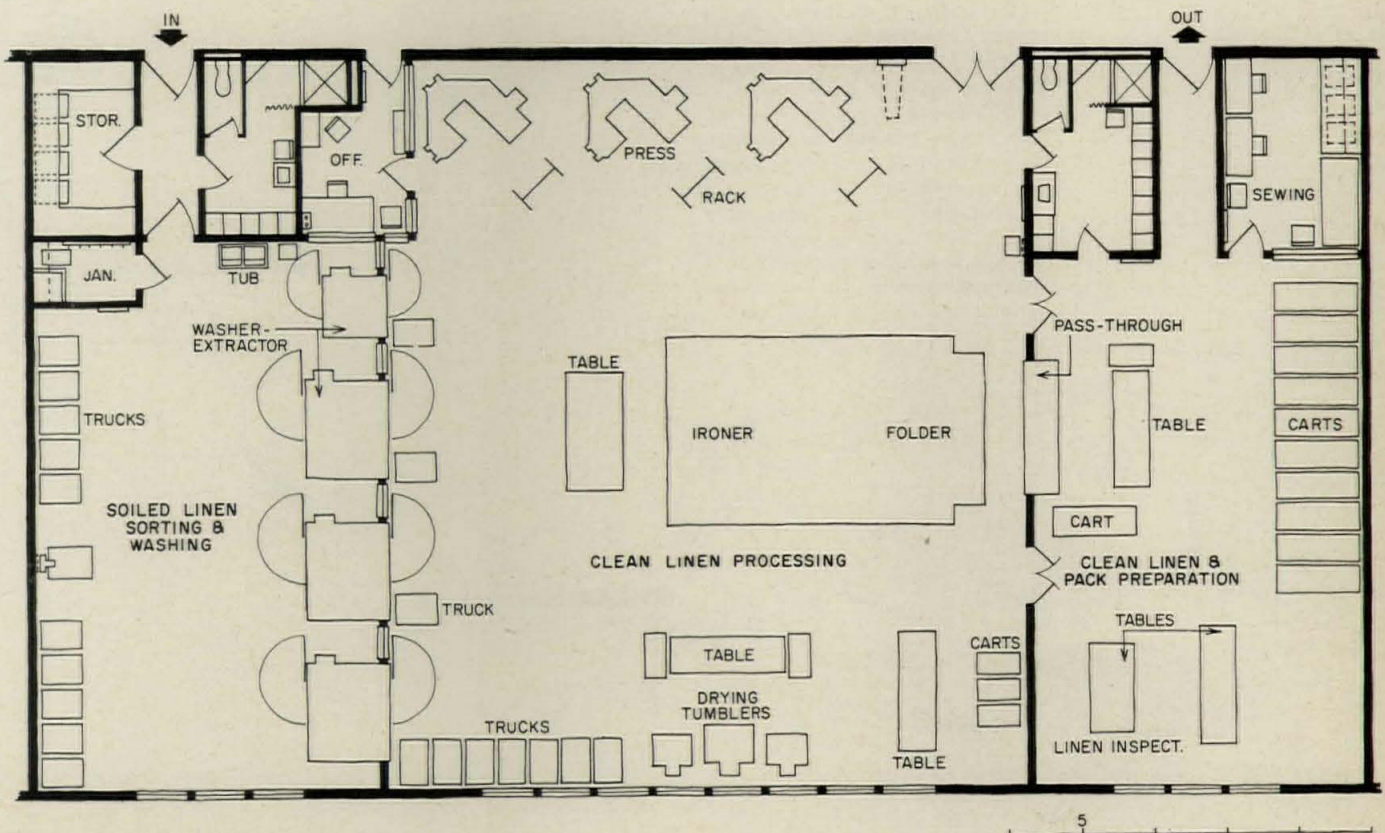 IN
OUT
STOR.
OFF.
PRESS
RACK
SEWING
JAN.
TUB
WASHER-
EXTRACTOR
PASS-THROUGH
TABLE
TRUCKS
IRONER
FOLDER
TABLE
CARTS
SOILED LINEN
SORTING &
WASHING
CART
CLEAN LINEN PROCESSING
CLEAN LINEN &
PACK PREPARATION
TRUCK
TABLES
TABLE
CARTS
DRYING
TUMBLERS
TRUCKS
TABLE
LINEN INSPECT.
5